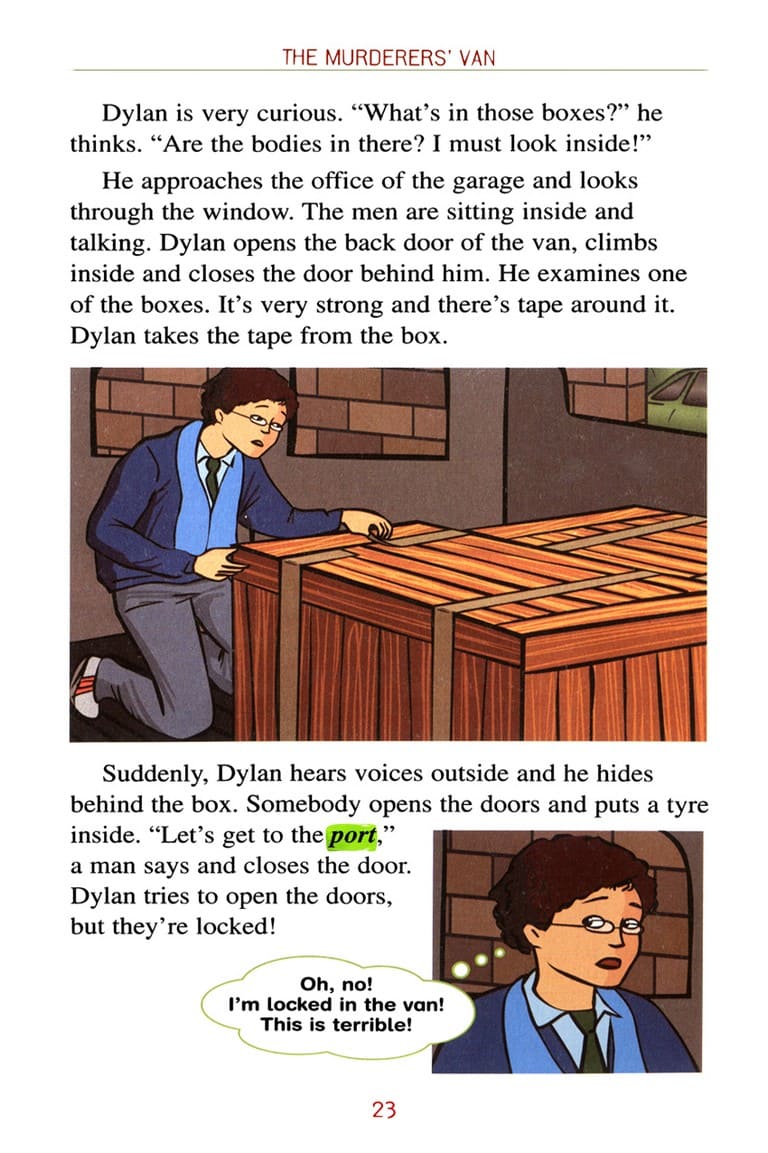 THE MURDERERS' VAN
Dylan is very curious. “What's in those boxes?” he
thinks. “Are the bodies in there? I must look inside!”
He approaches the office of the garage and looks
through the window. The men are sitting inside and
talking. Dylan opens the back door of the van, climbs
inside and closes the door behind him. He examines one
of the boxes. It's very strong and there's tape around it.
Dylan takes the tape from the box.
Suddenly, Dylan hears voices outside and he hides
behind the box. Somebody opens the doors and puts a tyre
inside. “Let's get to the port,”
a man says and closes the door.
Dylan tries to open the doors,
but they're locked!
Oh, no!
I'm locked in the van!
This is terrible!
23